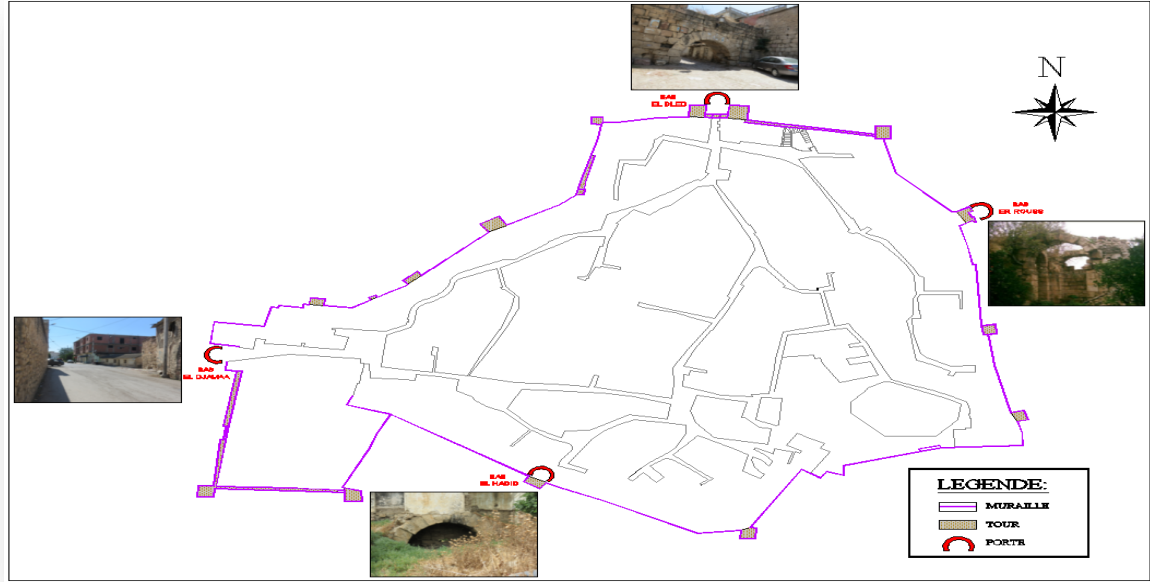 N
BAB
EL BLED
BAB
ER ROUSS
BAB
EL DJAMAA
BAB
EL HADID
LEGENDE:
MURAILLE
TOUR
PORTE